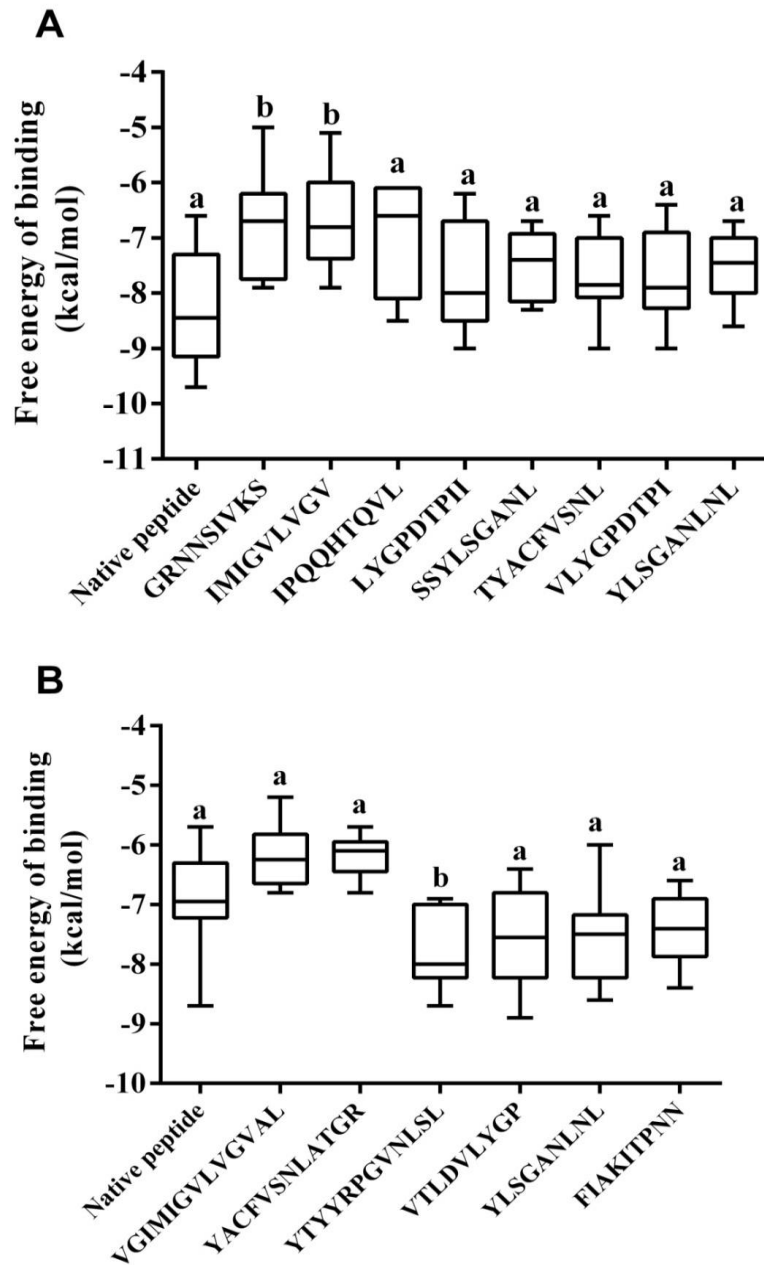 A
Free energy of binding
(kcal/mol)
-4
-5
-6
-7
-8
-9
-10
-11
a
b
b
a
a
a
a
a
a
Native peptide
GRNNSIVKS
IMIGVLVGV
IPQQHTQVL
LYGPDTPII
SSYLSGANL
TYACFVSNL
VLYGPDTPI
YLSGANLNL
B
Free energy of binding
(kcal/mol)
-4
-5
-6
-7
-8
-9
-10
a
a
a
b
a
a
a
Native peptide
VGIMIGVLVGVAL
YACFVSNLATGR
YTYYRPGVNLSL
VTLDVLYGP
YLSGANLNL
FIAKITPNN